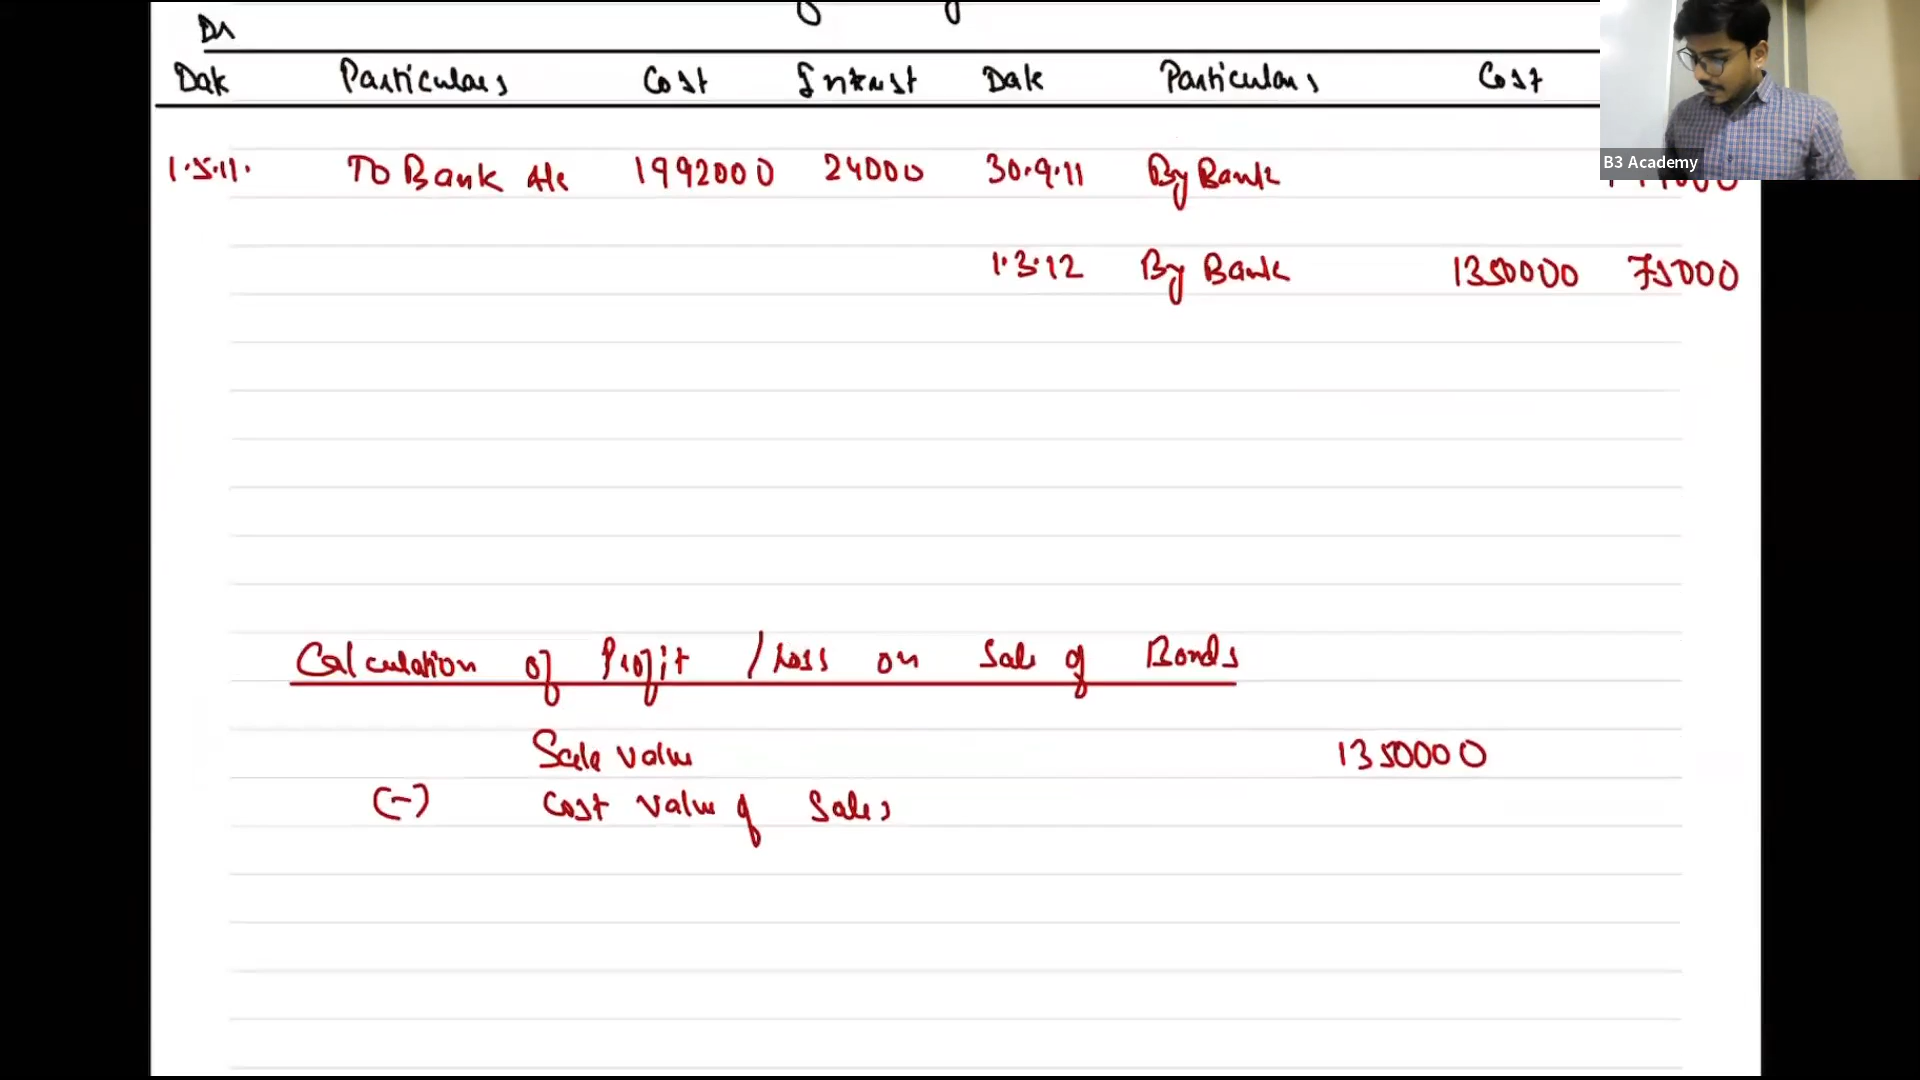 Dr
Date Particulars Cost Interest Date Particulars Cost
1.5.11. To Bank A/c 1992000 24000 30.9.11 By Bank
1.3.12 By Bank 1350000 75000
Calculation of Profit / Loss on Sale of Bonds
Sale value 1350000
(-) Cost value of Sales
B3 Academy